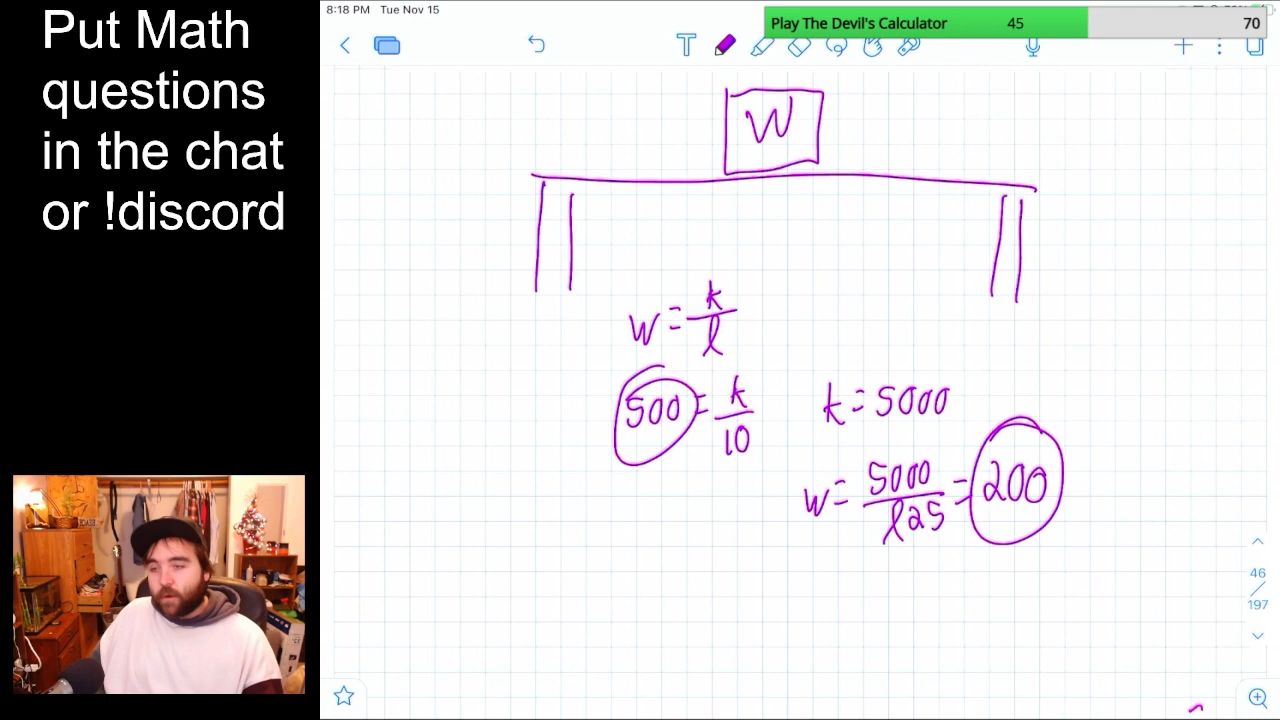 Put Math
questions
in the chat
or !discord
8:18 PM Tue Nov 15
Play The Devil's Calculator 45 70
T
W
w = k/l
500 = k/10
k = 5000
w = 5000/l25 = 200
46
197